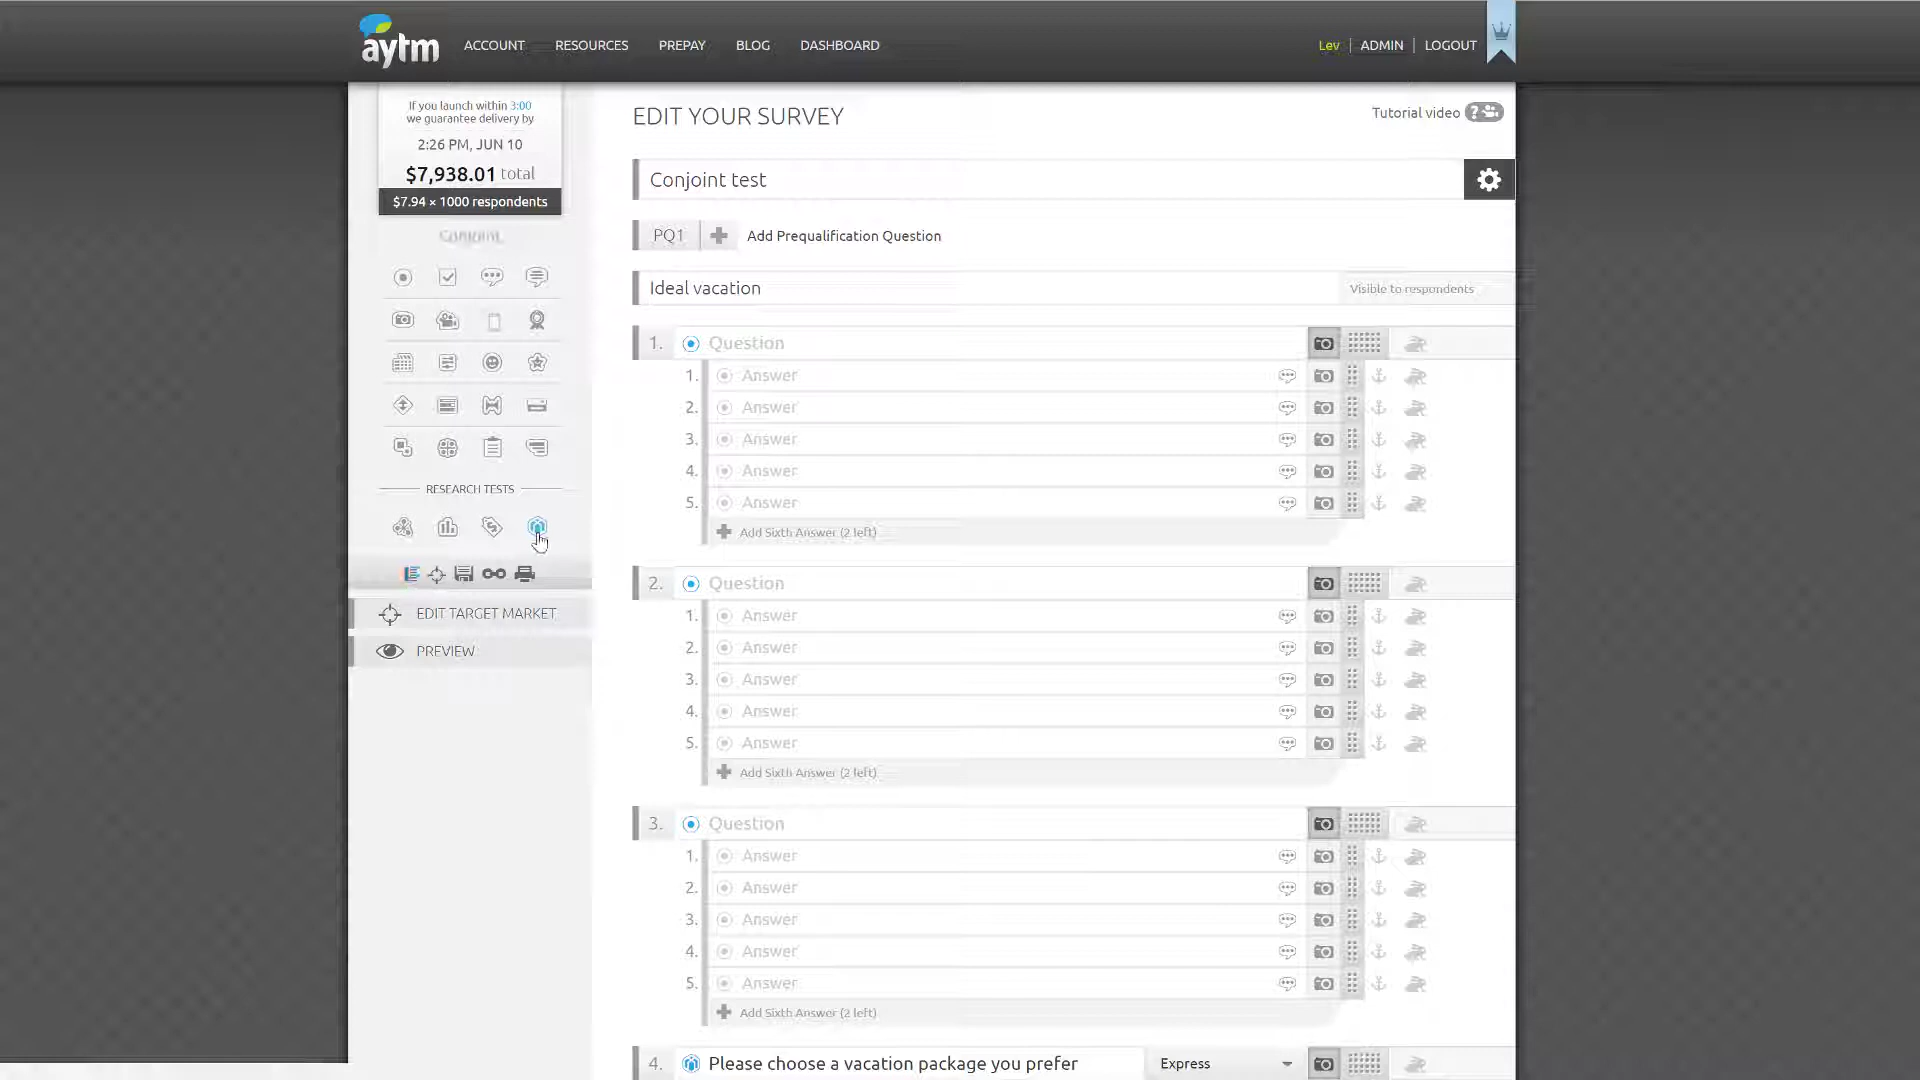 aytm
ACCOUNT RESOURCES PREPAY BLOG DASHBOARD
Lev ADMIN LOGOUT
If you launch within 3:00
we guarantee delivery by
2:26 PM, JUN 10
$7,938.01 total
$7.94 × 1000 respondents
Conjoint
RESEARCH TESTS
EDIT TARGET MARKET
PREVIEW
EDIT YOUR SURVEY
Tutorial video ?
Conjoint test
PQ1 Add Prequalification Question
Ideal vacation
Visible to respondents
1. Question
1. Answer
2. Answer
3. Answer
4. Answer
5. Answer
Add Sixth Answer (2 left)
2. Question
1. Answer
2. Answer
3. Answer
4. Answer
5. Answer
Add Sixth Answer (2 left)
3. Question
1. Answer
2. Answer
3. Answer
4. Answer
5. Answer
Add Sixth Answer (2 left)
4. Please choose a vacation package you prefer Express